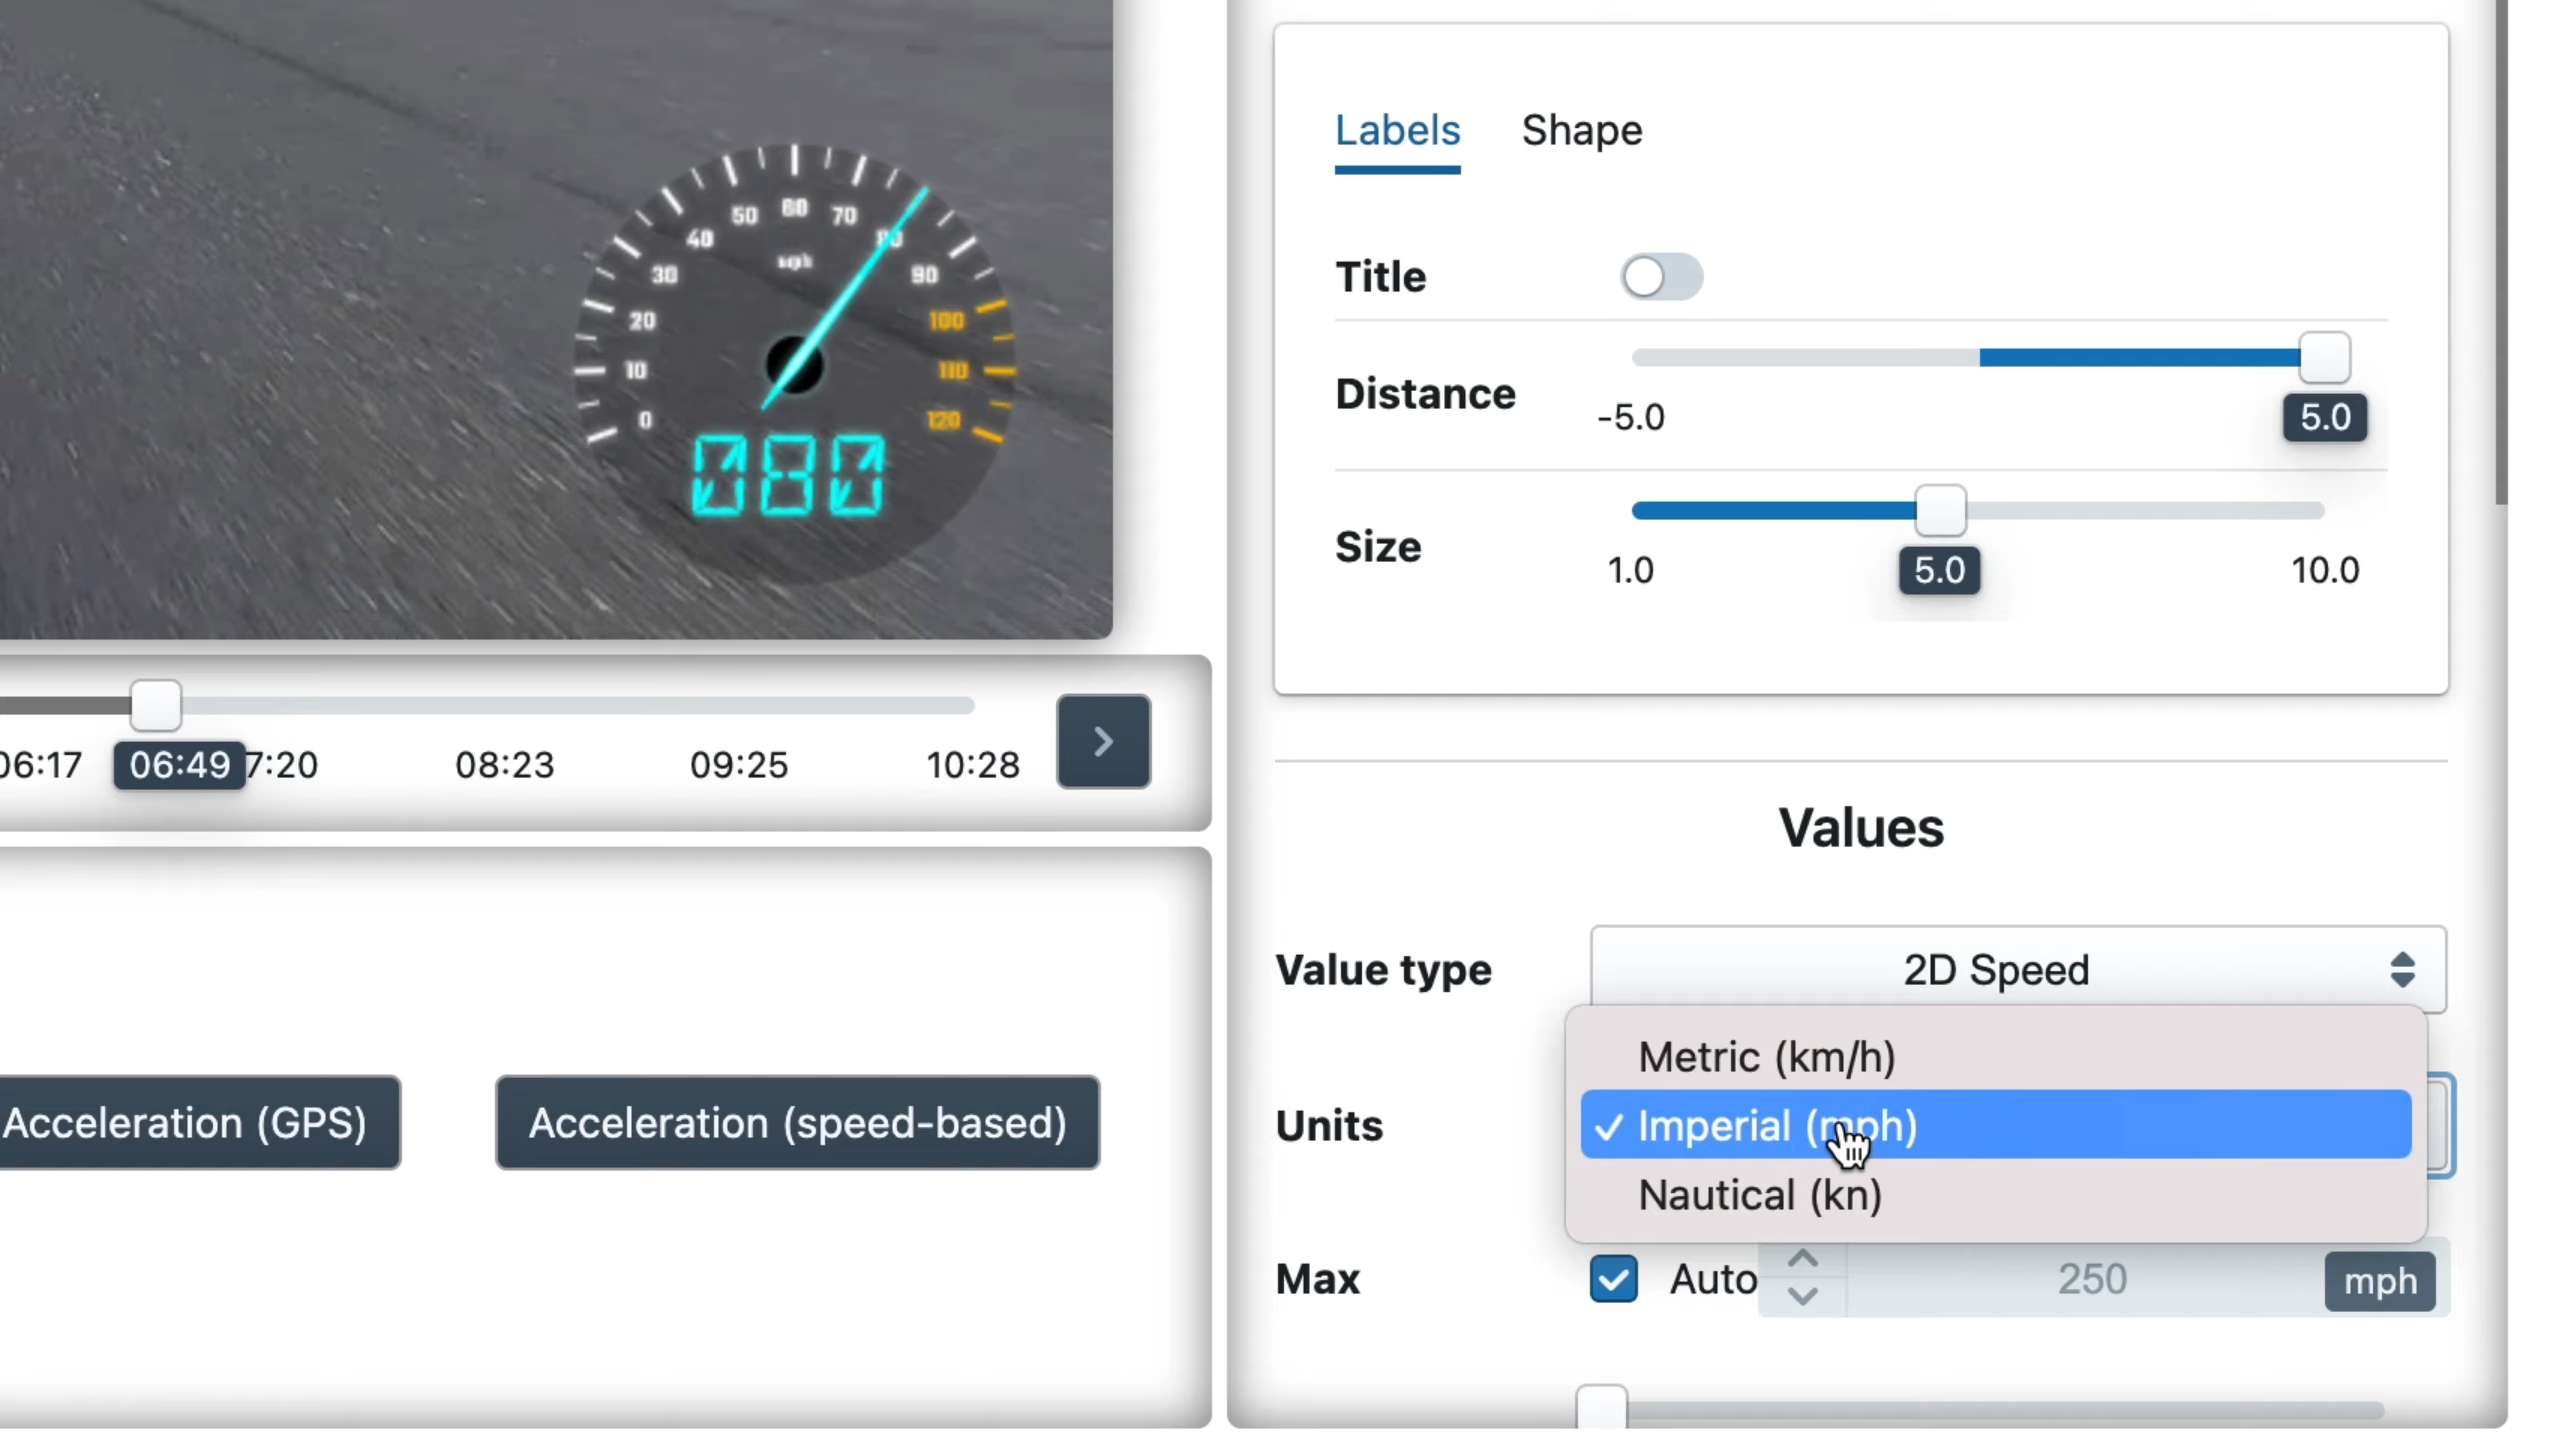 Labels Shape
Title
Distance
-5.0
5.0
Size
1.0
5.0
10.0
0
10
20
30
40
50
60
70
80
90
100
110
120
mph
080
06:17
06:49
7:20
08:23
09:25
10:28
Acceleration (GPS)
Acceleration (speed-based)
Values
Value type
2D Speed
Units
Metric (km/h)
✓ Imperial (mph)
Nautical (kn)
Max
Auto
250
mph